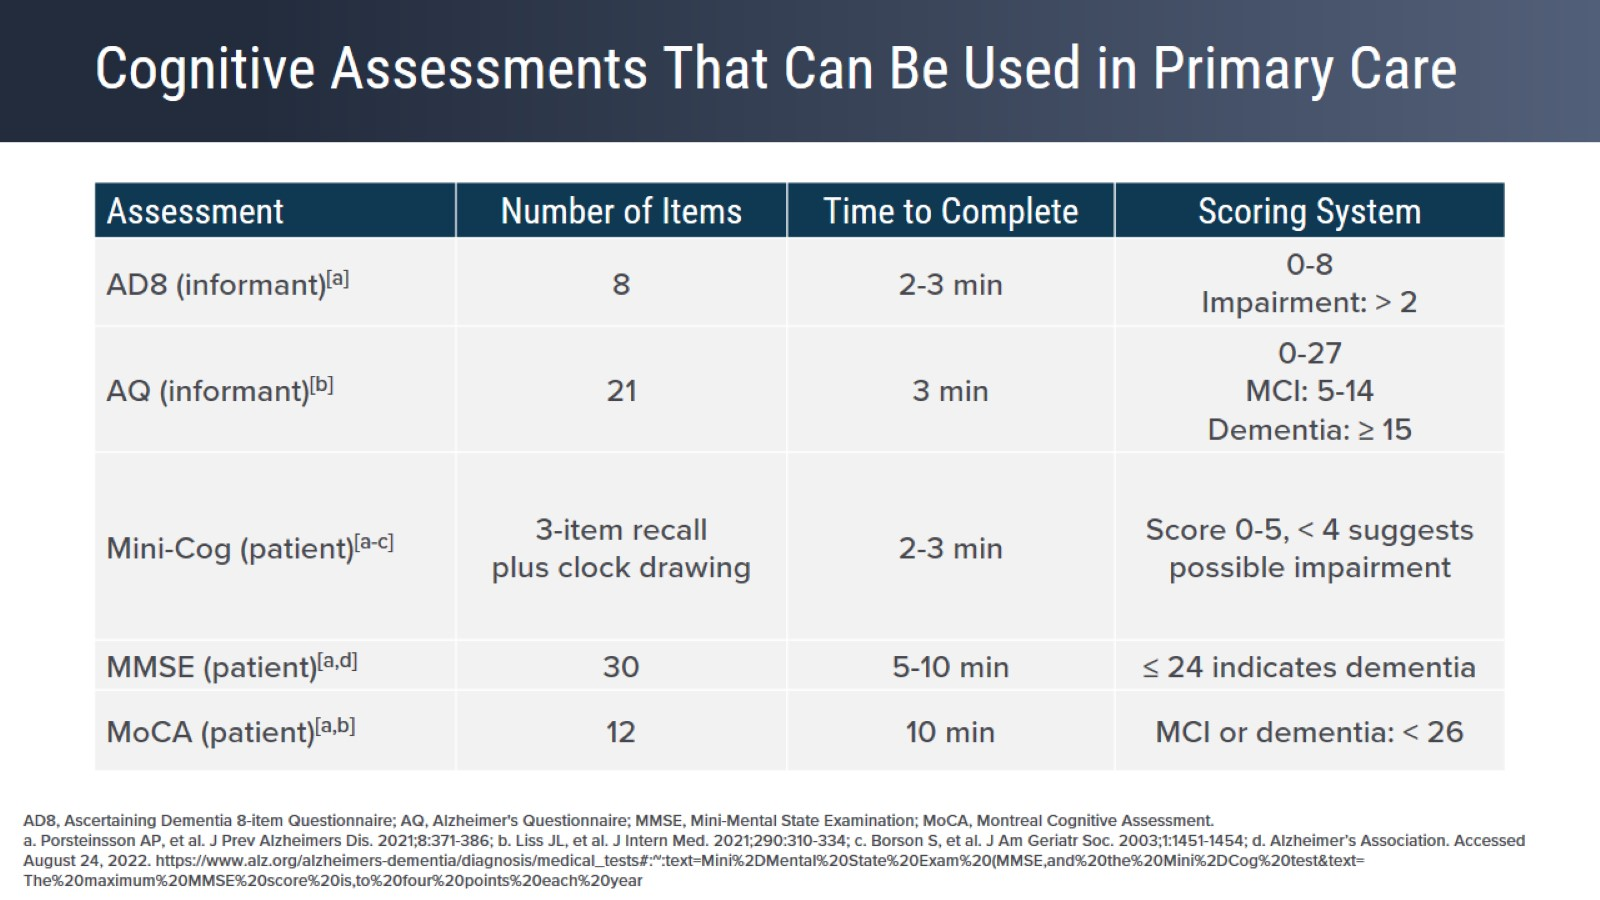 Cognitive Assessments That Can Be Used in Primary Care
Assessment Number of Items Time to Complete Scoring System
AD8 (informant)[a] 8 2-3 min 0-8
Impairment: > 2
AQ (informant)[b] 21 3 min 0-27
MCI: 5-14
Dementia: ≥ 15
Mini-Cog (patient)[a-c] 3-item recall
plus clock drawing 2-3 min Score 0-5, < 4 suggests
possible impairment
MMSE (patient)[a,d] 30 5-10 min ≤ 24 indicates dementia
MoCA (patient)[a,b] 12 10 min MCI or dementia: < 26
AD8, Ascertaining Dementia 8-item Questionnaire; AQ, Alzheimer's Questionnaire; MMSE, Mini-Mental State Examination; MoCA, Montreal Cognitive Assessment.
a. Porsteinsson AP, et al. J Prev Alzheimers Dis. 2021;8:371-386; b. Liss JL, et al. J Intern Med. 2021;290:310-334; c. Borson S, et al. J Am Geriatr Soc. 2003;1:1451-1454; d. Alzheimer's Association. Accessed
August 24, 2022. https://www.alz.org/alzheimers-dementia/diagnosis/medical_tests#:~:text=Mini%2DMental%20State%20Exam%20(MMSE,and%20the%20Mini%2DCog%20test&text=
The%20maximum%20MMSE%20score%20is,to%20four%20points%20each%20year